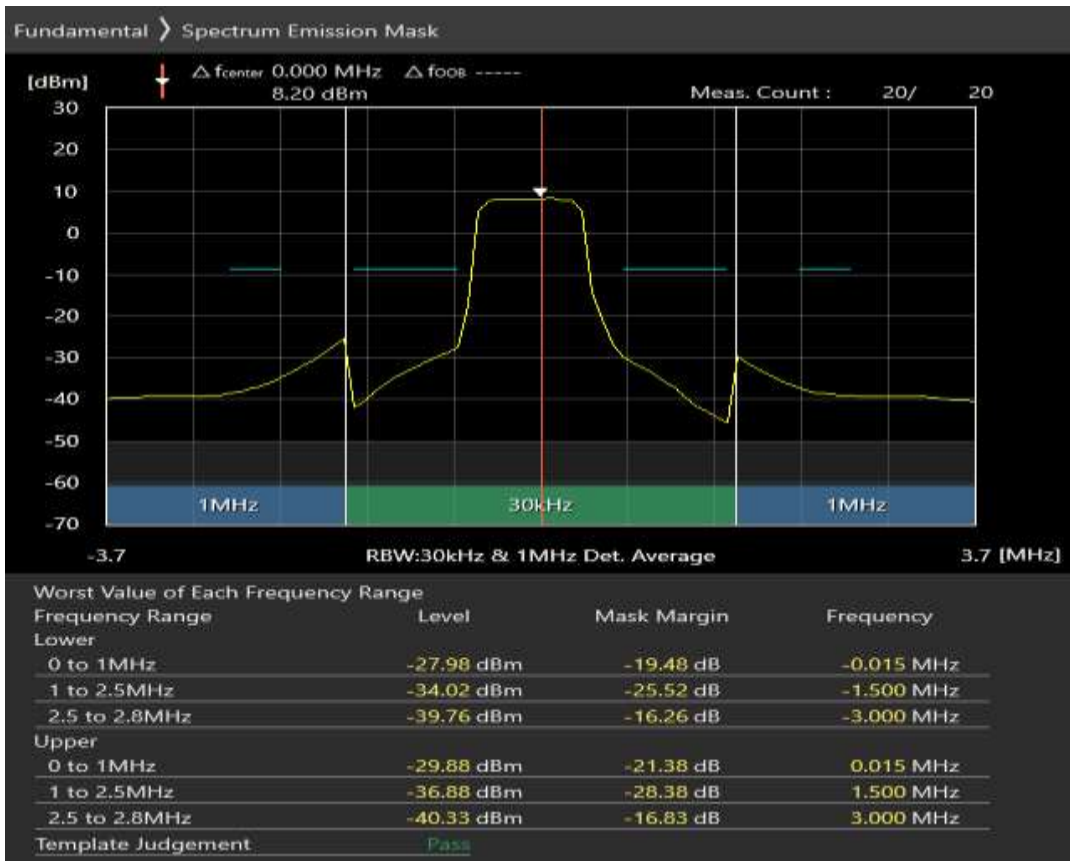 Fundamental 〉 Spectrum Emission Mask
[dBm] Δ fcenter 0.000 MHz Δ fOOB -----
8.20 dBm Meas. Count : 20/ 20
30
20
10
0
-10
-20
-30
-40
-50
-60
1MHz 30kHz 1MHz
-70
-3.7 RBW:30kHz & 1MHz Det. Average 3.7 [MHz]
Worst Value of Each Frequency Range
Frequency Range Level Mask Margin Frequency
Lower
0 to 1MHz -27.98 dBm -19.48 dB -0.015 MHz
1 to 2.5MHz -34.02 dBm -25.52 dB -1.500 MHz
2.5 to 2.8MHz -39.76 dBm -16.26 dB -3.000 MHz
Upper
0 to 1MHz -29.88 dBm -21.38 dB 0.015 MHz
1 to 2.5MHz -36.88 dBm -28.38 dB 1.500 MHz
2.5 to 2.8MHz -40.33 dBm -16.83 dB 3.000 MHz
Template Judgement Pass